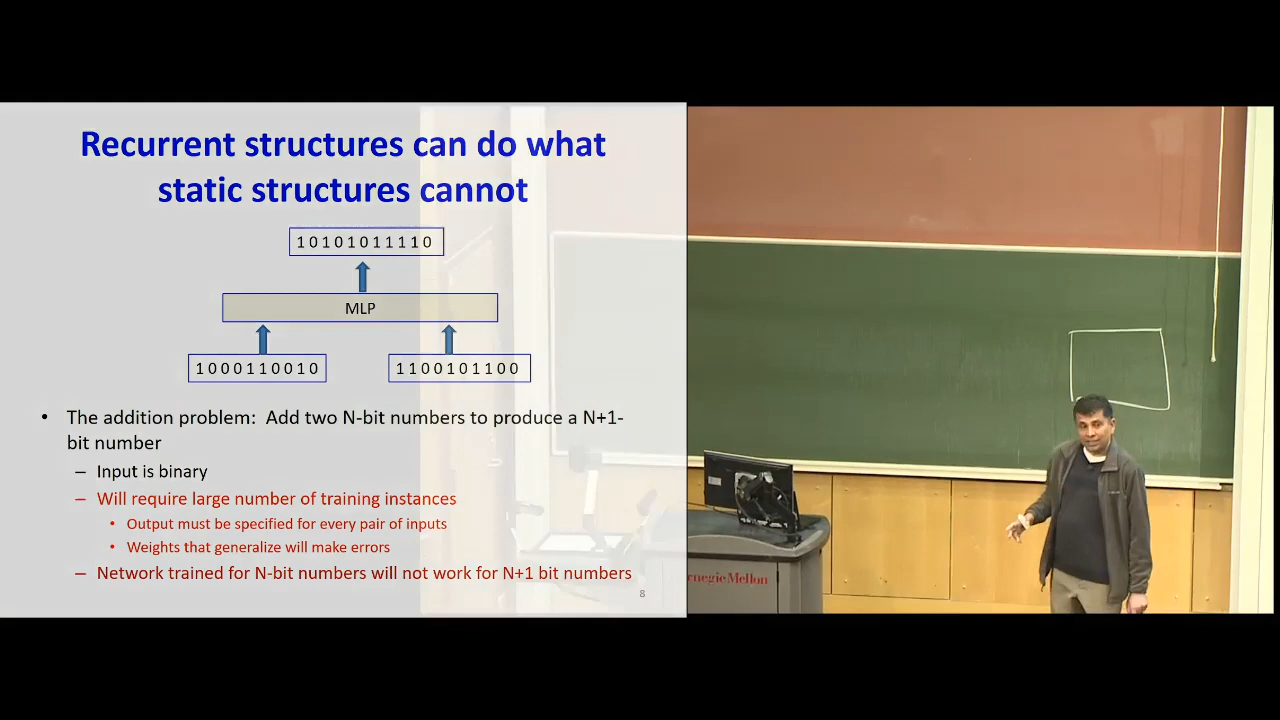 Recurrent structures can do what
static structures cannot
1 0 1 0 1 0 1 1 1 1 0
MLP
1 0 0 0 1 1 0 0 1 0
1 1 0 0 1 0 1 1 0 0
• The addition problem: Add two N-bit numbers to produce a N+1-
bit number
– Input is binary
– Will require large number of training instances
• Output must be specified for every pair of inputs
• Weights that generalize will make errors
– Network trained for N-bit numbers will not work for N+1 bit numbers
8
Carnegie Mellon